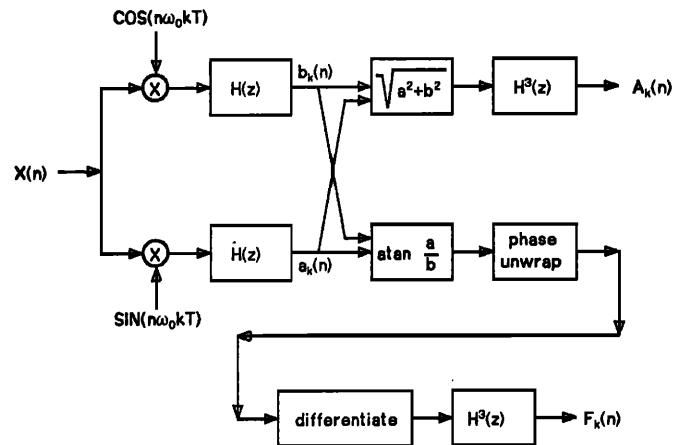 COS(nω₀kT)
X
H(z)
bₖ(n)
√a²+b²
H³(z)
Aₖ(n)
X(n)
X
Ĥ(z)
aₖ(n)
atan a/b
phase
unwrap
SIN(nω₀kT)
differentiate
H³(z)
Fₖ(n)